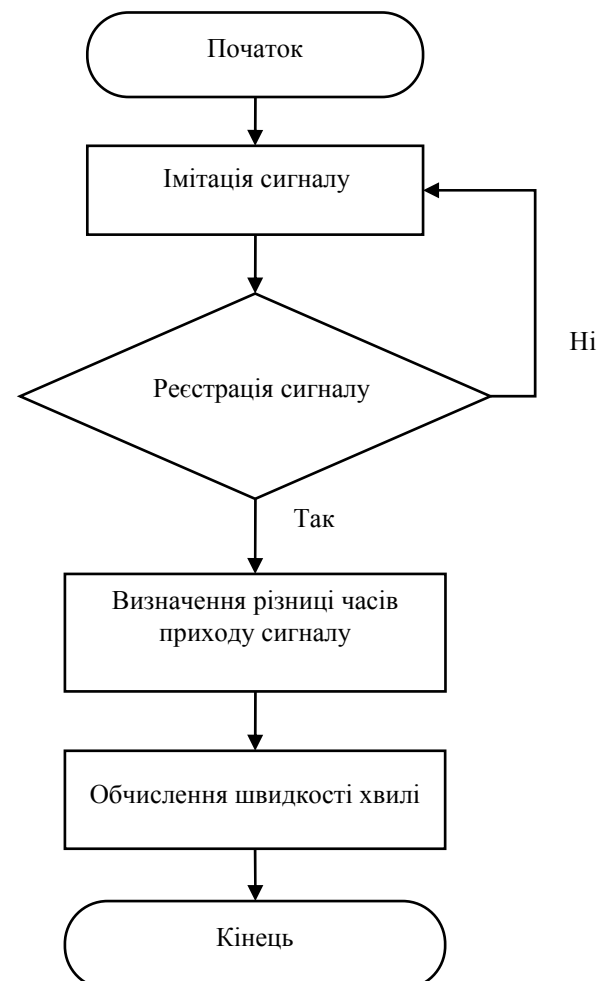 Початок
Імітація сигналу
Ні
Реєстрація сигналу
Так
Визначення різниці часів
приходу сигналу
Обчислення швидкості хвилі
Кінець